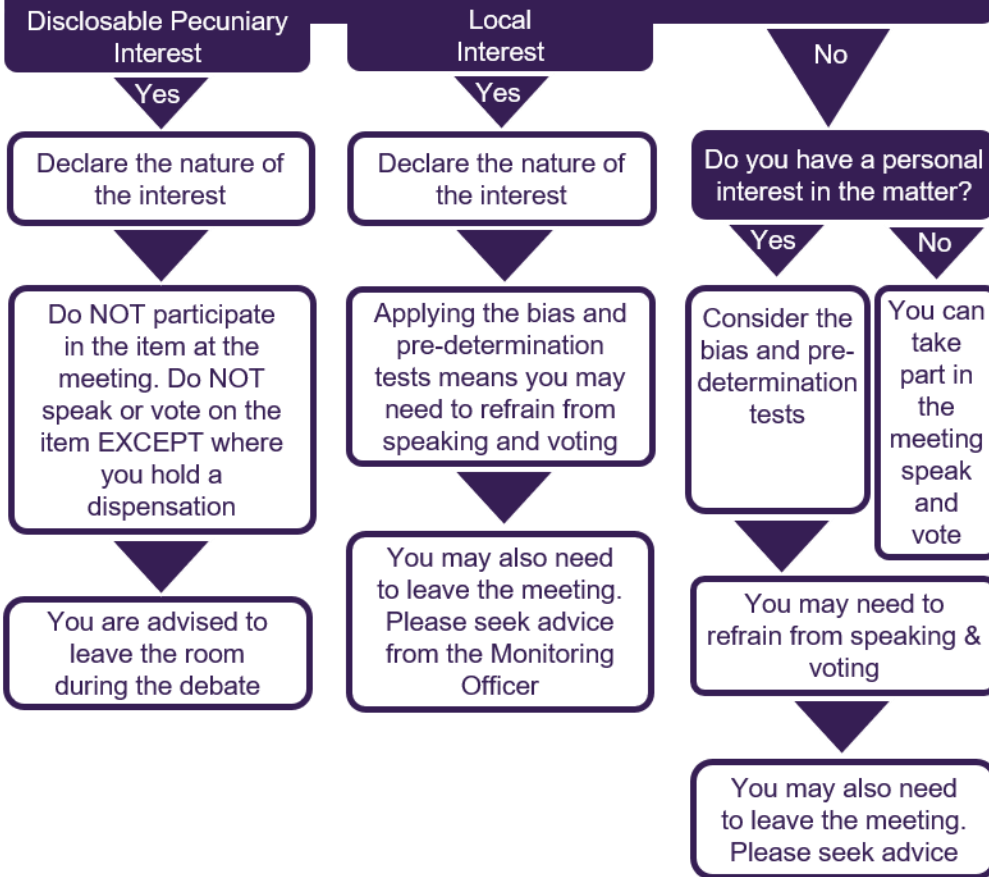 Disclosable Pecuniary
Interest
Yes
Declare the nature of
the interest
Do NOT participate
in the item at the
meeting. Do NOT
speak or vote on the
item EXCEPT where
you hold a
dispensation
You are advised to
leave the room
during the debate
Local
Interest
Yes
Declare the nature of
the interest
Applying the bias and
pre-determination
tests means you may
need to refrain from
speaking and voting
You may also need
to leave the meeting.
Please seek advice
from the Monitoring
Officer
No
Do you have a personal
interest in the matter?
Yes
Consider the
bias and pre-
determination
tests
You may need to
refrain from speaking &
voting
You may also need
to leave the meeting.
Please seek advice
No
You can
take
part in
the
meeting
speak
and
vote